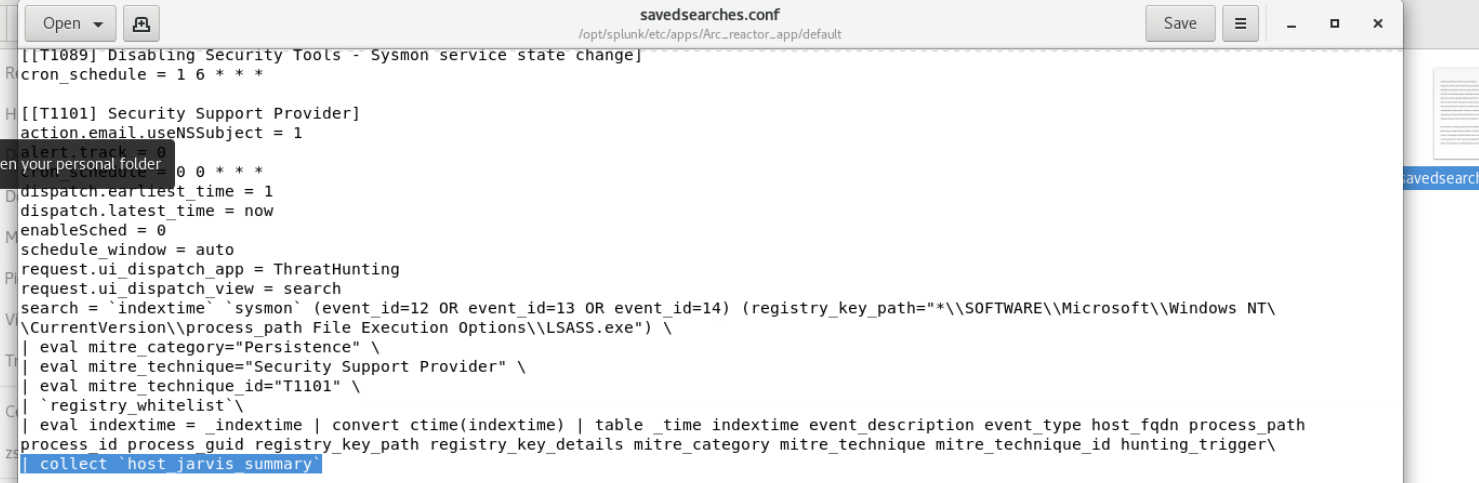 Open
savedsearches.conf
/opt/splunk/etc/apps/Arc_reactor_app/default
Save
[[T1089] Disabling Security Tools - Sysmon service state change]
cron_schedule = 1 6 * * *
[[T1101] Security Support Provider]
action.email.useNSSubject = 1
alert.track = 0
en your personal folder
cron_schedule = 0 0 * * *
dispatch.earliest_time = 1
dispatch.latest_time = now
enableSched = 0
schedule_window = auto
request.ui_dispatch_app = ThreatHunting
request.ui_dispatch_view = search
search = `indextime` `sysmon` (event_id=12 OR event_id=13 OR event_id=14) (registry_key_path="*\\SOFTWARE\\Microsoft\\Windows NT\
\CurrentVersion\\process_path File Execution Options\\LSASS.exe") \
| eval mitre_category="Persistence" \
| eval mitre_technique="Security Support Provider" \
| eval mitre_technique_id="T1101" \
| `registry_whitelist`\
| eval indextime = _indextime | convert ctime(indextime) | table _time indextime event_description event_type host_fqdn process_path
process_id process_guid registry_key_path registry_key_details mitre_category mitre_technique mitre_technique_id hunting_trigger\
| collect `host_jarvis_summary`
savedsearch